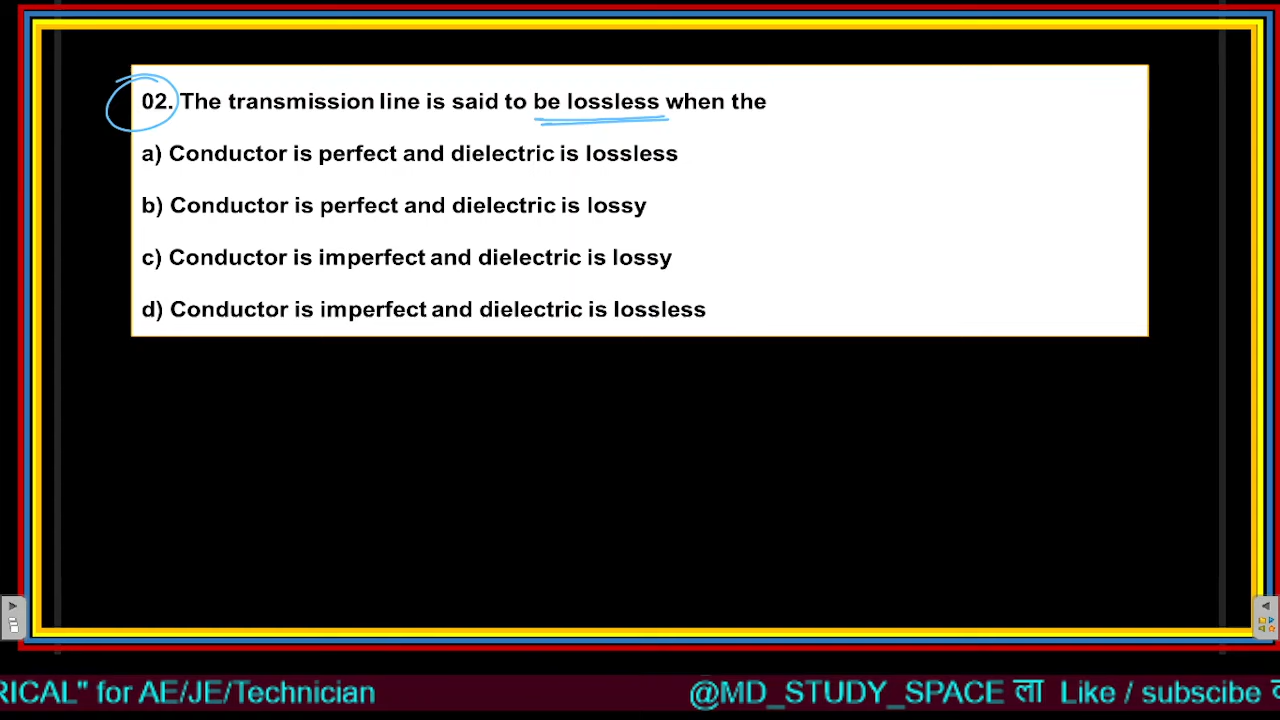 02. The transmission line is said to be lossless when the
a) Conductor is perfect and dielectric is lossless
b) Conductor is perfect and dielectric is lossy
c) Conductor is imperfect and dielectric is lossy
d) Conductor is imperfect and dielectric is lossless
RICAL" for AE/JE/Technician @MD_STUDY_SPACE ला Like / subscibe